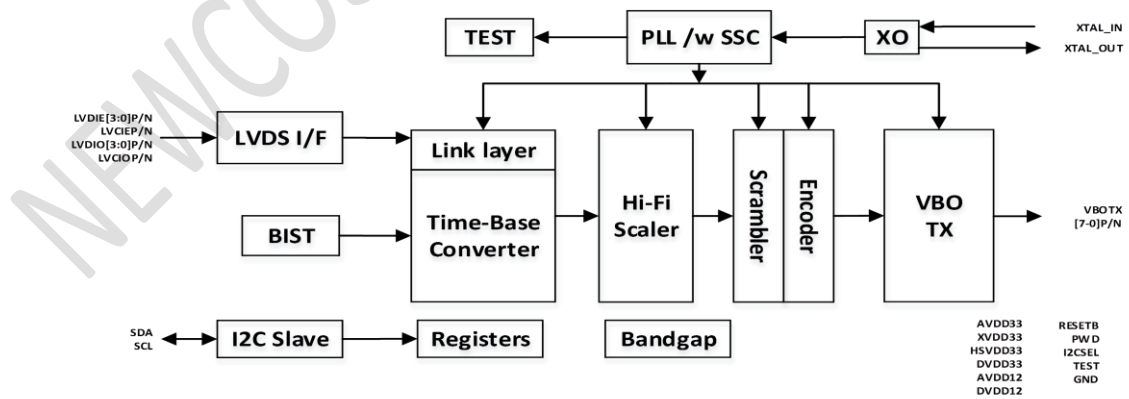 TEST
PLL /w SSC
XO
XTAL_IN
XTAL_OUT
LVDIE[3:0]P/N
LVCIEP/N
LVDIO[3:0]P/N
LVCIOP/N
LVDS I/F
Link layer
Time-Base
Converter
BIST
Hi-Fi
Scaler
Scrambler
Encoder
VBO
TX
VBOTX
[7-0]P/N
SDA
SCL
I2C Slave
Registers
Bandgap
AVDD33
XVDD33
HSVDD33
DVDD33
AVDD12
DVDD12
RESETB
PWD
I2CSEL
TEST
GND